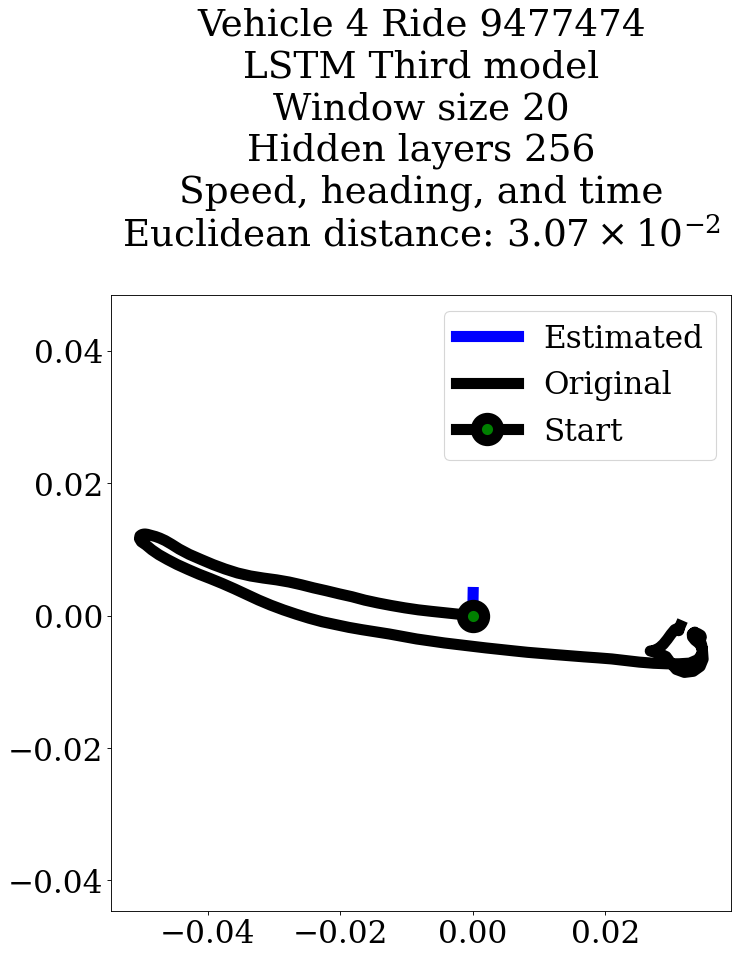 Vehicle 4 Ride 9477474
LSTM Third model
Window size 20
Hidden layers 256
Speed, heading, and time
Euclidean distance: 3.07 × 10⁻²
Estimated
Original
Start
0.04
0.02
0.00
−0.02
−0.04
−0.04 −0.02 0.00 0.02